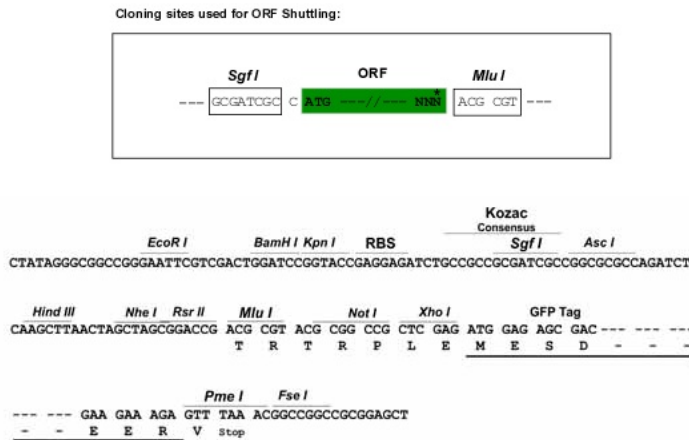 Cloning sites used for ORF Shuttling:
Sgf I ORF Mlu I
--- GCGATCGC C ATG ---//--- NNN* ACG CGT ---
Kozac
Consensus
EcoR I BamH I Kpn I RBS Sgf I Asc I
CTATAGGGCGGCCGGGAATTCGTCGACTGGATCCGGTACCGAGGAGATCTGCCGCCGCGATCGCCGGCGCGCCAGATCT
Hind III Nhe I Rsr II Mlu I Not I Xho I GFP Tag
CAAGCTTAACTAGCTAGCGGACCG ACG CGT ACG CGG CCG CTC GAG ATG GAG AGC GAC--- -----
T R T R P L E M E S D - - -
--- --- GAA GAA AGA GTT TAA ACGGCCGGCCGCGGAGCT
- - E E R V Stop
Pme I Fse I